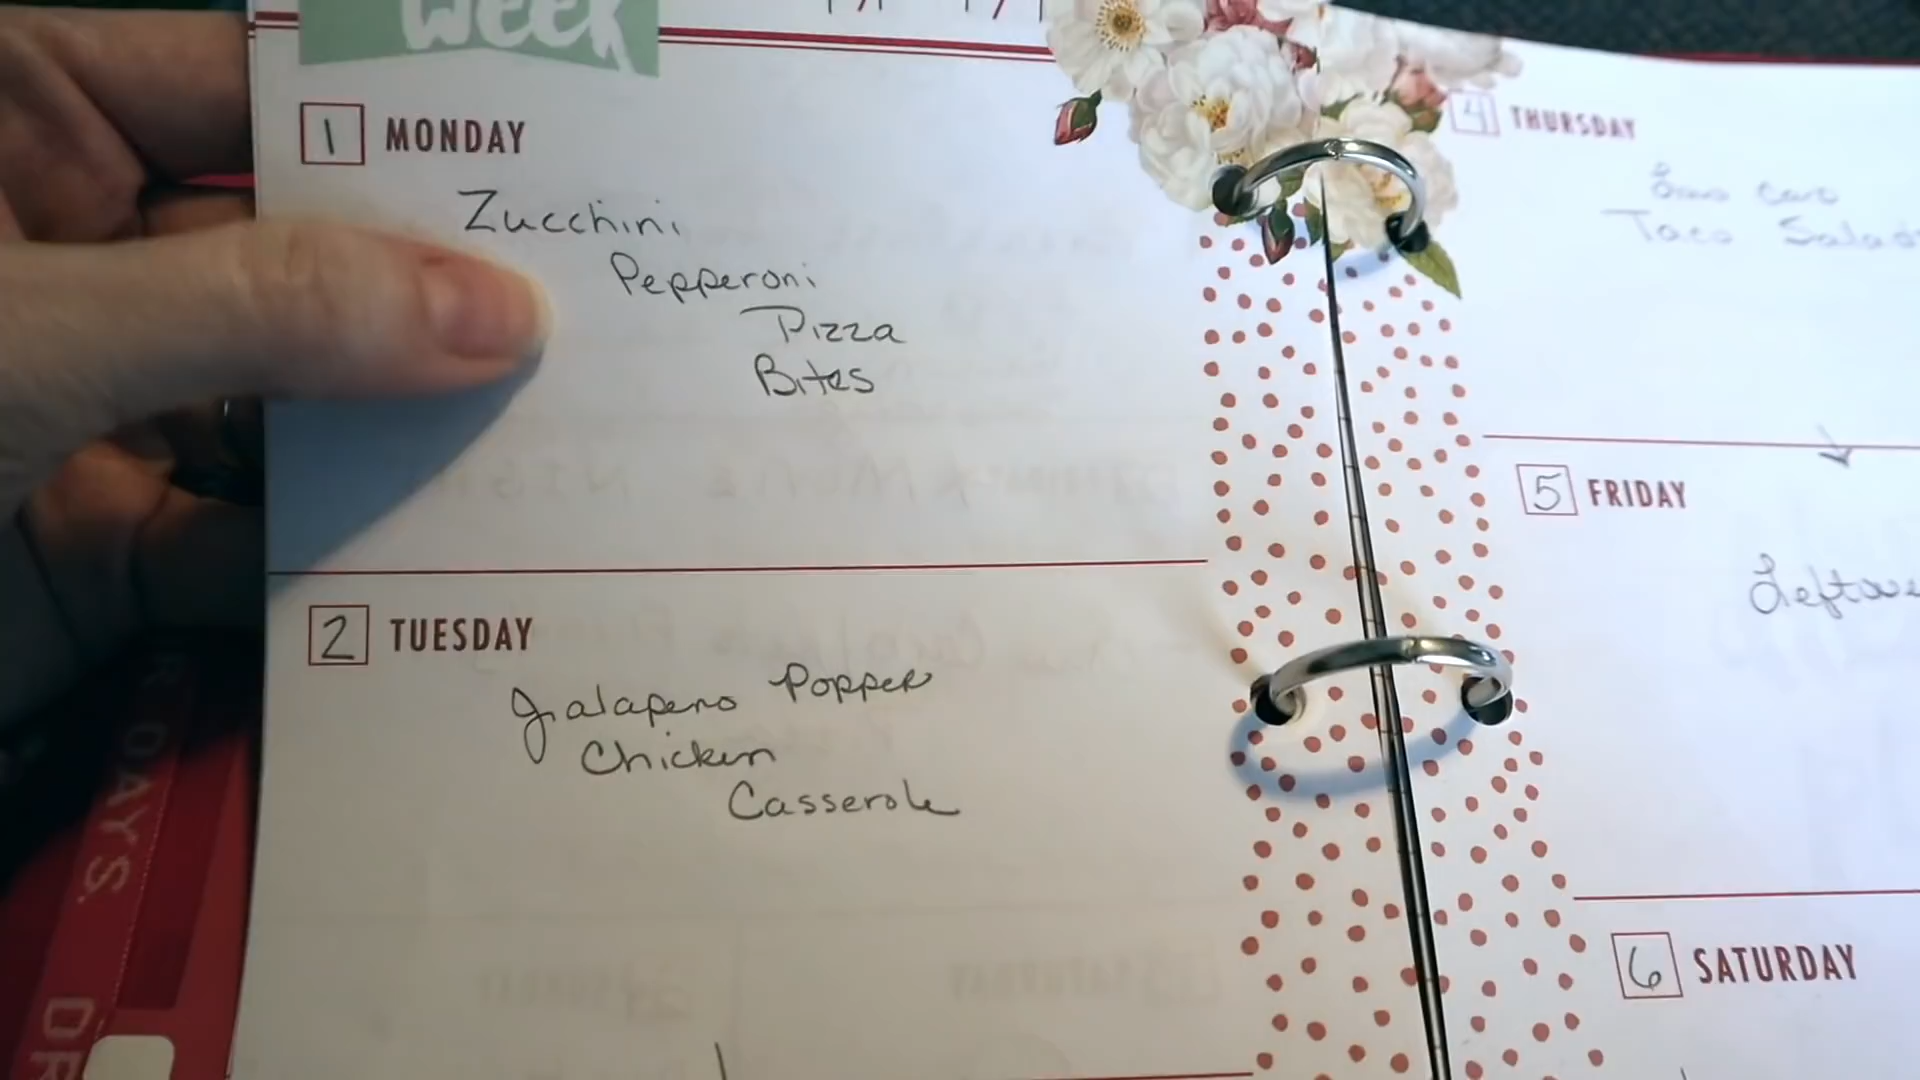 week
1 MONDAY
Zucchini
Pepperoni
Pizza
Bites
2 TUESDAY
Jalapeno Popper
Chicken
Casserole
4 THURSDAY
Taco Salad
5 FRIDAY
6 SATURDAY
DAYS